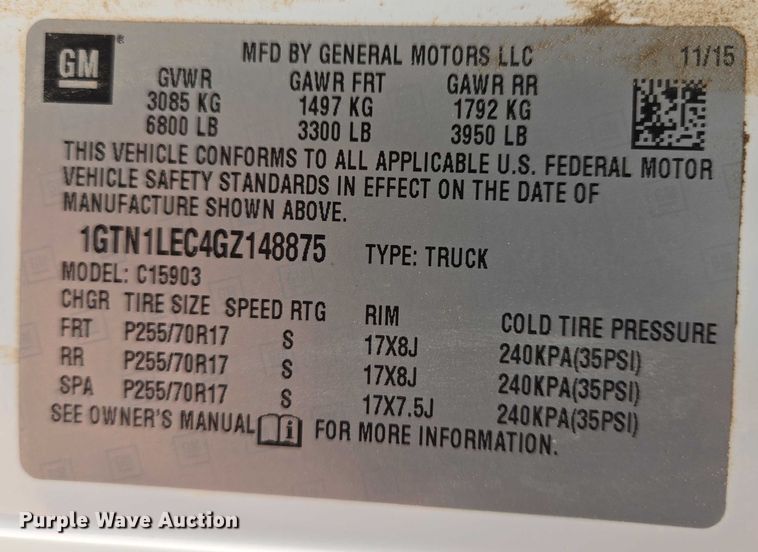 GM
MFD BY GENERAL MOTORS LLC 11/15
GVWR GAWR FRT GAWR RR
3085 KG 1497 KG 1792 KG
6800 LB 3300 LB 3950 LB
THIS VEHICLE CONFORMS TO ALL APPLICABLE U.S. FEDERAL MOTOR
VEHICLE SAFETY STANDARDS IN EFFECT ON THE DATE OF
MANUFACTURE SHOWN ABOVE.
1GTN1LEC4GZ148875 TYPE: TRUCK
MODEL: C15903
CHGR TIRE SIZE SPEED RTG RIM COLD TIRE PRESSURE
FRT P255/70R17 S 17X8J 240KPA(35PSI)
RR P255/70R17 S 17X8J 240KPA(35PSI)
SPA P255/70R17 S 17X7.5J 240KPA(35PSI)
SEE OWNER'S MANUAL i FOR MORE INFORMATION.
Purple Wave Auction